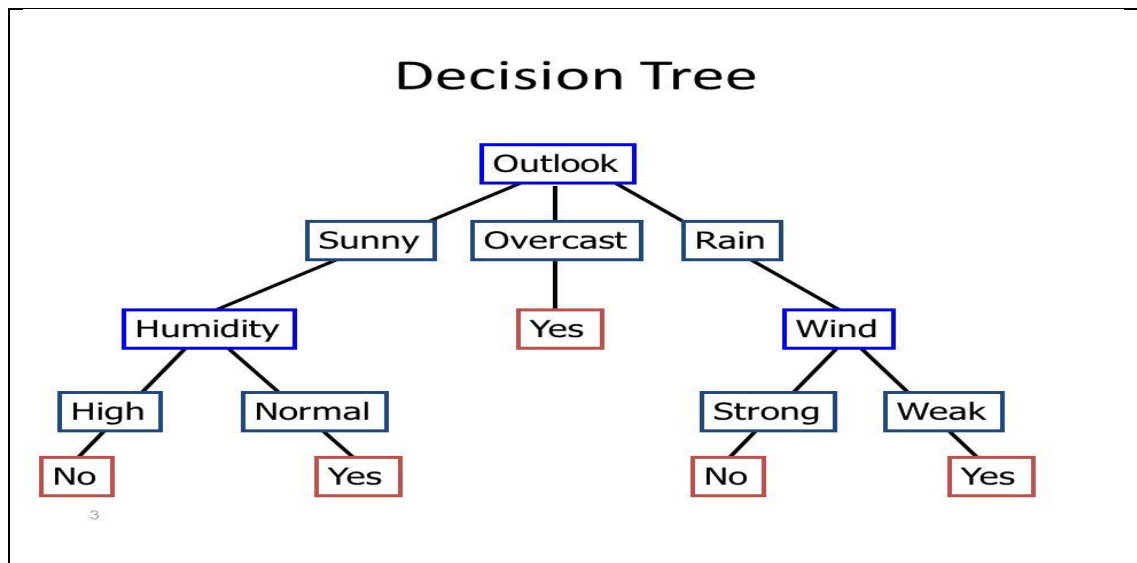 Decision Tree
Outlook
Sunny Overcast Rain
Humidity Yes Wind
High Normal Strong Weak
No Yes No Yes
3